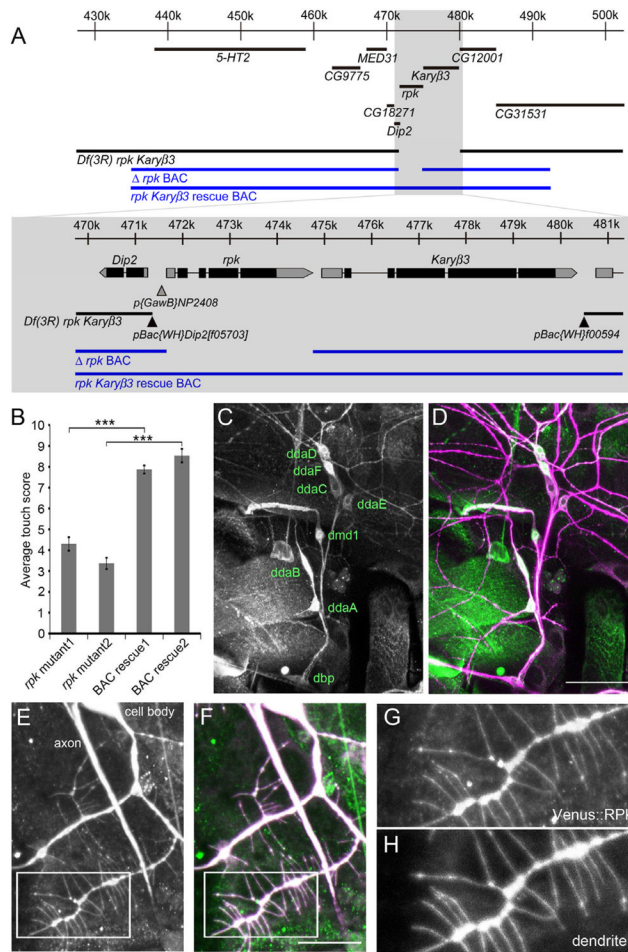 A
430k 440k 450k 460k 470k 480k 490k 500k
5-HT2 MED31 CG12001
CG9775 Karyβ3
rpk
CG18271 CG31531
Dip2
Df(3R) rpk Karyβ3
Δ rpk BAC
rpk Karyβ3 rescue BAC
470k 471k 472k 473k 474k 475k 476k 477k 478k 479k 480k 481k
Dip2 rpk Karyβ3
p{GawB}NP2408
Df(3R) rpk Karyβ3
pBac{WH}Dip2[f05703] pBac{WH}f00594
Δ rpk BAC
rpk Karyβ3 rescue BAC
B
Average touch score
10
9
8
7
6
5
4
3
2
1
0
***
***
rpk mutant1
rpk mutant2
BAC rescue1
BAC rescue2
C
ddaD
ddaF
ddaC
ddaE
dmd1
ddaB
ddaA
dbp
D
E
cell body
axon
F
G
Venus::RPK
H
dendrite